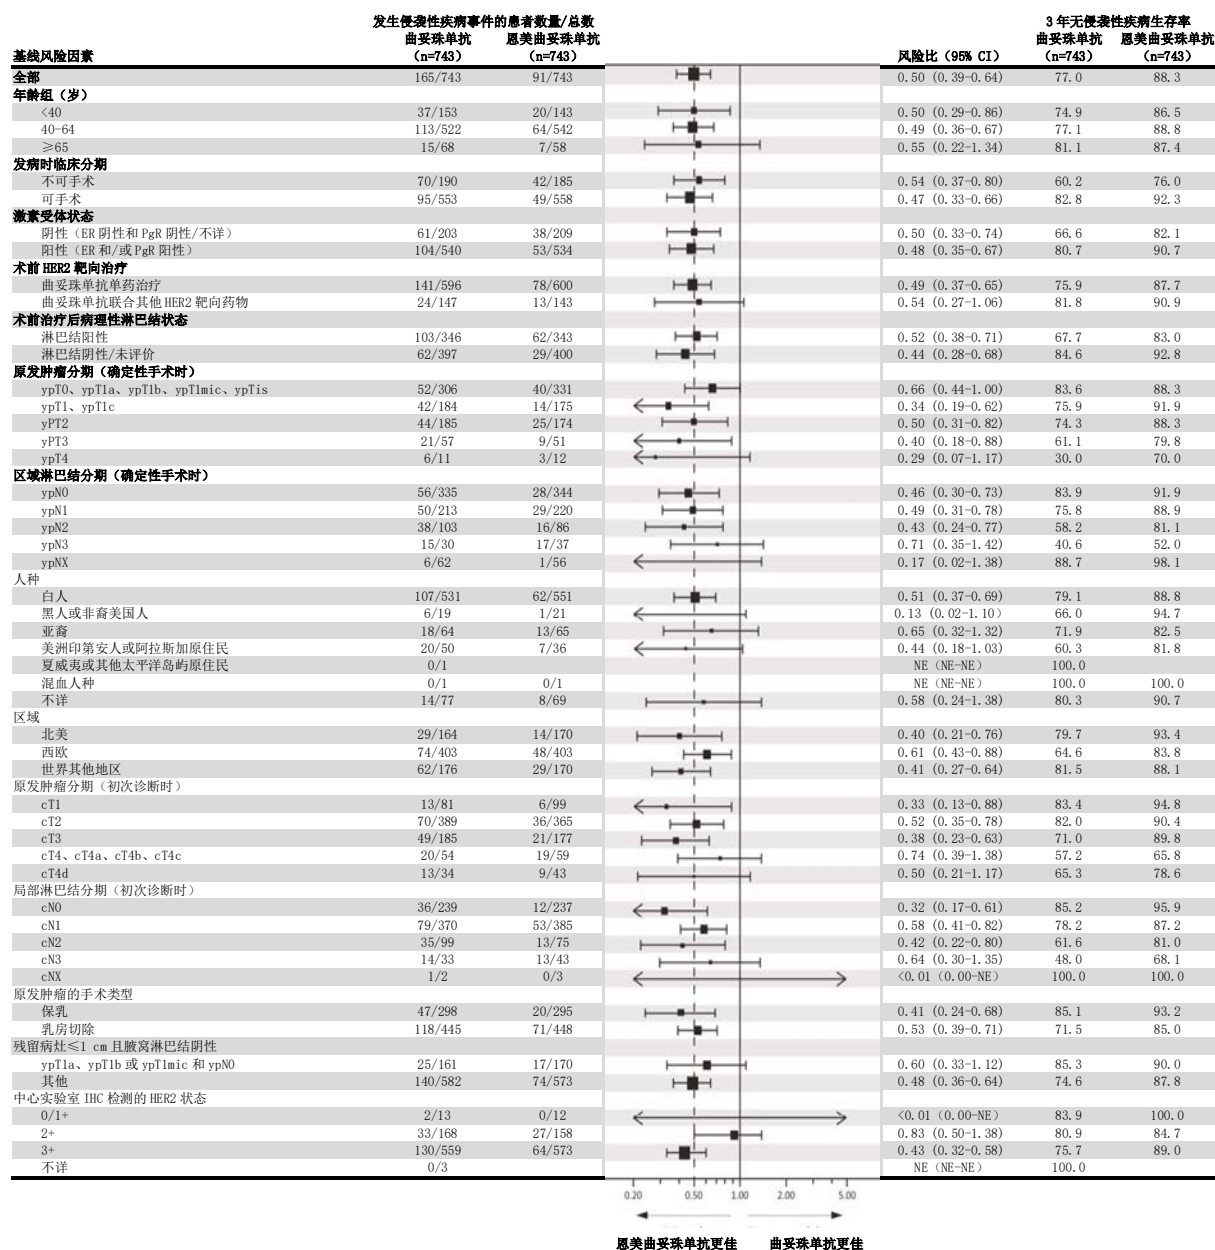 发生侵袭性疾病事件的患者数量/总数 3 年无侵袭性疾病生存率
曲妥珠单抗 恩美曲妥珠单抗 曲妥珠单抗 恩美曲妥珠单抗
基线风险因素 （n=743） （n=743） 风险比（95% CI） （n=743） （n=743）
全部 165/743 91/743 0.50 (0.39-0.64) 77.0 88.3
年龄组（岁）
<40 37/153 20/143 0.50 (0.29-0.86) 74.9 86.5
40-64 113/522 64/542 0.49 (0.36-0.67) 77.1 88.8
≥65 15/68 7/58 0.55 (0.22-1.34) 81.1 87.4
发病时临床分期
不可手术 70/190 42/185 0.54 (0.37-0.80) 60.2 76.0
可手术 95/553 49/558 0.47 (0.33-0.66) 82.8 92.3
激素受体状态
阴性（ER 阴性和 PgR 阴性/不详） 61/203 38/209 0.50 (0.33-0.74) 66.6 82.1
阳性（ER 和/或 PgR 阳性） 104/540 53/534 0.48 (0.35-0.67) 80.7 90.7
术前 HER2 靶向治疗
曲妥珠单抗单药治疗 141/596 78/600 0.49 (0.37-0.65) 75.9 87.7
曲妥珠单抗联合其他 HER2 靶向药物 24/147 13/143 0.54 (0.27-1.06) 81.8 90.9
术前治疗后病理性淋巴结状态
淋巴结阳性 103/346 62/343 0.52 (0.38-0.71) 67.7 83.0
淋巴结阴性/未评价 62/397 29/400 0.44 (0.28-0.68) 84.6 92.8
原发肿瘤分期（确定性手术时）
ypT0、ypT1a、ypT1b、ypT1mic、ypTis 52/306 40/331 0.66 (0.44-1.00) 83.6 88.3
ypT1、ypT1c 42/184 14/175 0.34 (0.19-0.62) 75.9 91.9
yPT2 44/185 25/174 0.50 (0.31-0.82) 74.3 88.3
yPT3 21/57 9/51 0.40 (0.18-0.88) 61.1 79.8
ypT4 6/11 3/12 0.29 (0.07-1.17) 30.0 70.0
区域淋巴结分期（确定性手术时）
ypN0 56/335 28/344 0.46 (0.30-0.73) 83.9 91.9
ypN1 50/213 29/220 0.49 (0.31-0.78) 75.8 88.9
ypN2 38/103 16/86 0.43 (0.24-0.77) 58.2 81.1
ypN3 15/30 17/37 0.71 (0.35-1.42) 40.6 52.0
ypNX 6/62 1/56 0.17 (0.02-1.38) 88.7 98.1
人种
白人 107/531 62/551 0.51 (0.37-0.69) 79.1 88.8
黑人或非裔美国人 6/19 1/21 0.13 (0.02-1.10） 66.0 94.7
亚裔 18/64 13/65 0.65 (0.32-1.32) 71.9 82.5
美洲印第安人或阿拉斯加原住民 20/50 7/36 0.44 (0.18-1.03) 60.3 81.8
夏威夷或其他太平洋岛屿原住民 0/1 NE（NE-NE） 100.0
混血人种 0/1 0/1 NE（NE-NE） 100.0 100.0
不详 14/77 8/69 0.58 (0.24-1.38) 80.3 90.7
区域
北美 29/164 14/170 0.40 (0.21-0.76) 79.7 93.4
西欧 74/403 48/403 0.61 (0.43-0.88) 64.6 83.8
世界其他地区 62/176 29/170 0.41 (0.27-0.64) 81.5 88.1
原发肿瘤分期（初次诊断时）
cT1 13/81 6/99 0.33 (0.13-0.88) 83.4 94.8
cT2 70/389 36/365 0.52 (0.35-0.78) 82.0 90.4
cT3 49/185 21/177 0.38 (0.23-0.63) 71.0 89.8
cT4、cT4a、cT4b、cT4c 20/54 19/59 0.74 (0.39-1.38) 57.2 65.8
cT4d 13/34 9/43 0.50 (0.21-1.17) 65.3 78.6
局部淋巴结分期（初次诊断时）
cN0 36/239 12/237 0.32 (0.17-0.61) 85.2 95.9
cN1 79/370 53/385 0.58 (0.41-0.82) 78.2 87.2
cN2 35/99 13/75 0.42 (0.22-0.80) 61.6 81.0
cN3 14/33 13/43 0.64 (0.30-1.35) 48.0 68.1
cNX 1/2 0/3 <0.01（0.00-NE） 100.0 100.0
原发肿瘤的手术类型
保乳 47/298 20/295 0.41 (0.24-0.68) 85.1 93.2
乳房切除 118/445 71/448 0.53 (0.39-0.71) 71.5 85.0
残留病灶≤1 cm 且腋窝淋巴结阴性
ypT1a、ypT1b 或 ypT1mic 和 ypN0 25/161 17/170 0.60 (0.33-1.12) 85.3 90.0
其他 140/582 74/573 0.48 (0.36-0.64) 74.6 87.8
中心实验室 IHC 检测的 HER2 状态
0/1+ 2/13 0/12 <0.01（0.00-NE） 83.9 100.0
2+ 33/168 27/158 0.83 (0.50-1.38) 80.9 84.7
3+ 130/559 64/573 0.43 (0.32-0.58) 75.7 89.0
不详 0/3 NE（NE-NE） 100.0
0.20 0.50 1.00 2.00 5.00
恩美曲妥珠单抗更佳 曲妥珠单抗更佳